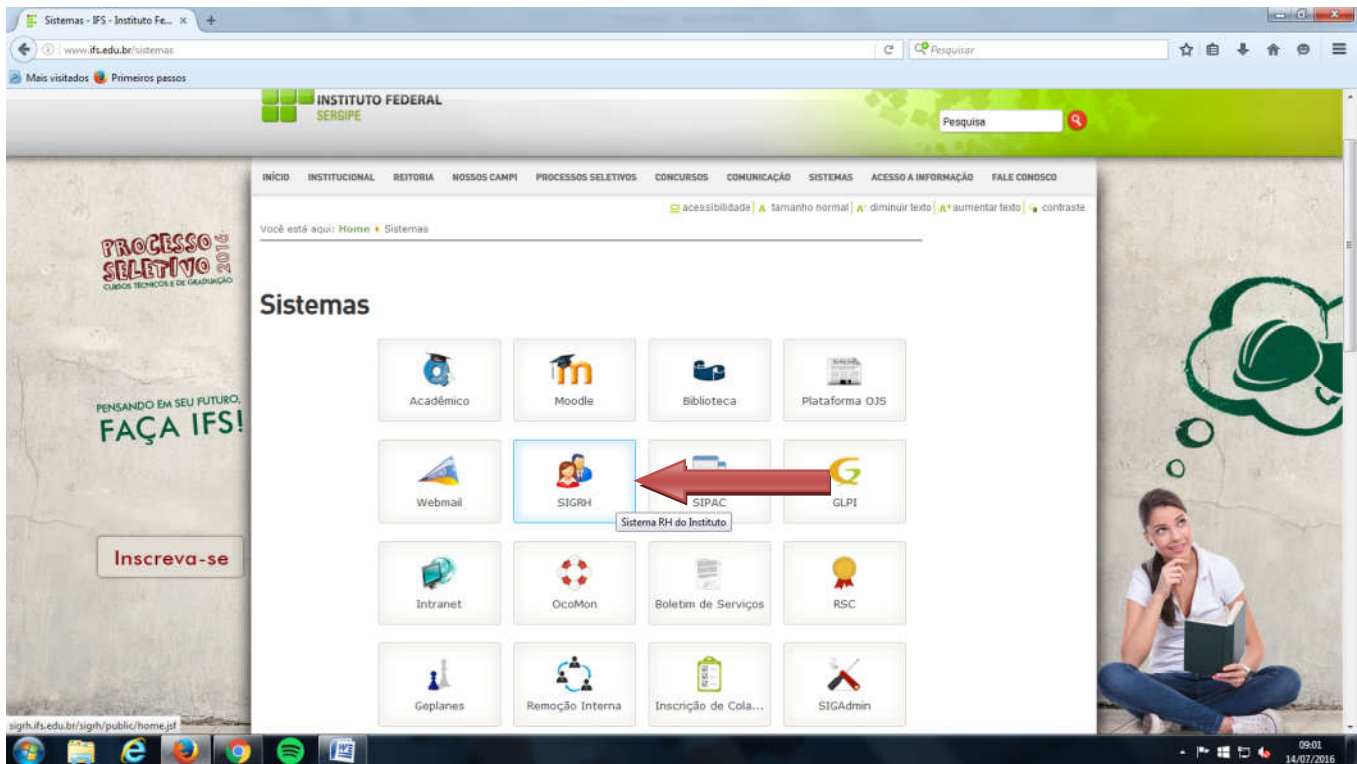 Sistemas - IFS - Instituto Fe...
www.ifs.edu.br/sistemas
Pesquisar
Mais visitados
Primeiros passos
INSTITUTO FEDERAL
SERGIPE
Pesquisa
INÍCIO INSTITUCIONAL REITORIA NOSSOS CAMPI PROCESSOS SELETIVOS CONCURSOS COMUNICAÇÃO SISTEMAS ACESSO A INFORMAÇÃO FALE CONOSCO
acessibilidade A tamanho normal A- diminuir texto A+ aumentar texto contraste
Você está aqui: Home Sistemas
PROCESSO
SELETIVO
2016
CURSOS TÉCNICOS E DE GRADUAÇÃO
Sistemas
Acadêmico Moodle Biblioteca Plataforma OJS
PENSANDO EM SEU FUTURO,
FAÇA IFS!
Webmail SIGRH SIPAC GLPI
Sistema RH do Instituto
Inscreva-se
Intranet OcoMon Boletim de Serviços RSC
Geplanes Remoção Interna Inscrição de Cola... SIGAdmin
sigrh.ifs.edu.br/sigrh/public/home.jsf
09:01
14/07/2016